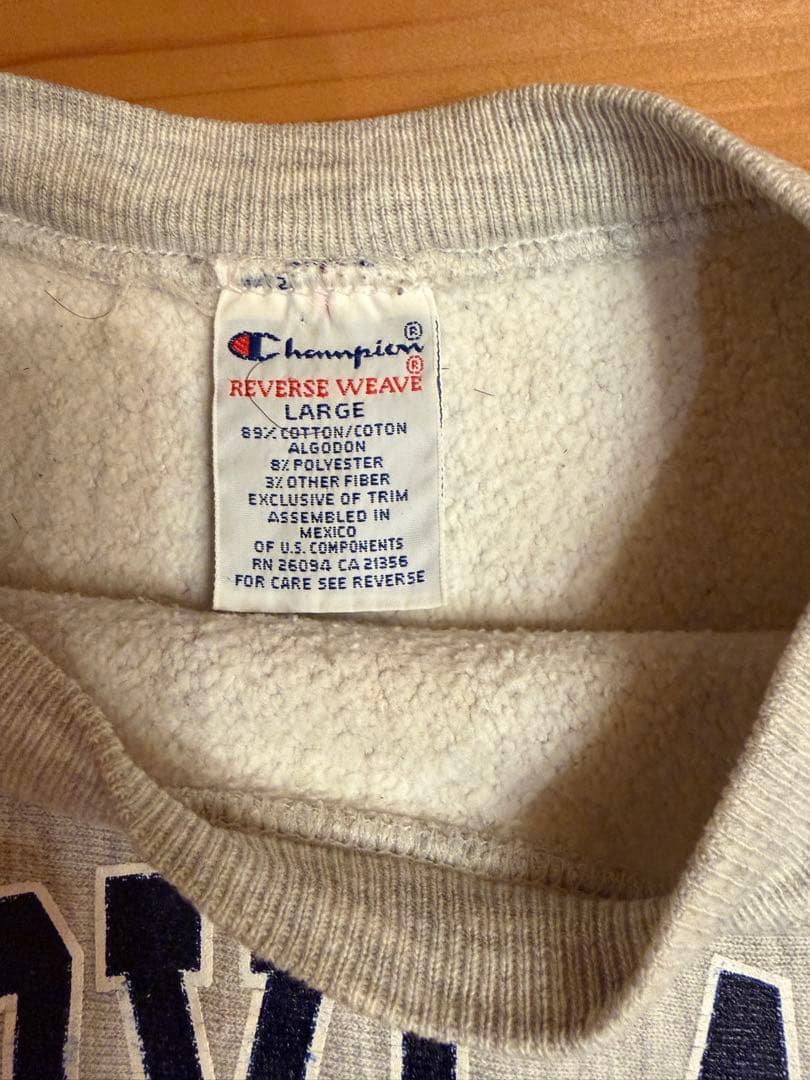 Champion®
REVERSE WEAVE®
LARGE
89% COTTON/COTON
ALGODON
8% POLYESTER
3% OTHER FIBER
EXCLUSIVE OF TRIM
ASSEMBLED IN
MEXICO
OF U.S. COMPONENTS
RN 26094 CA 21356
FOR CARE SEE REVERSE